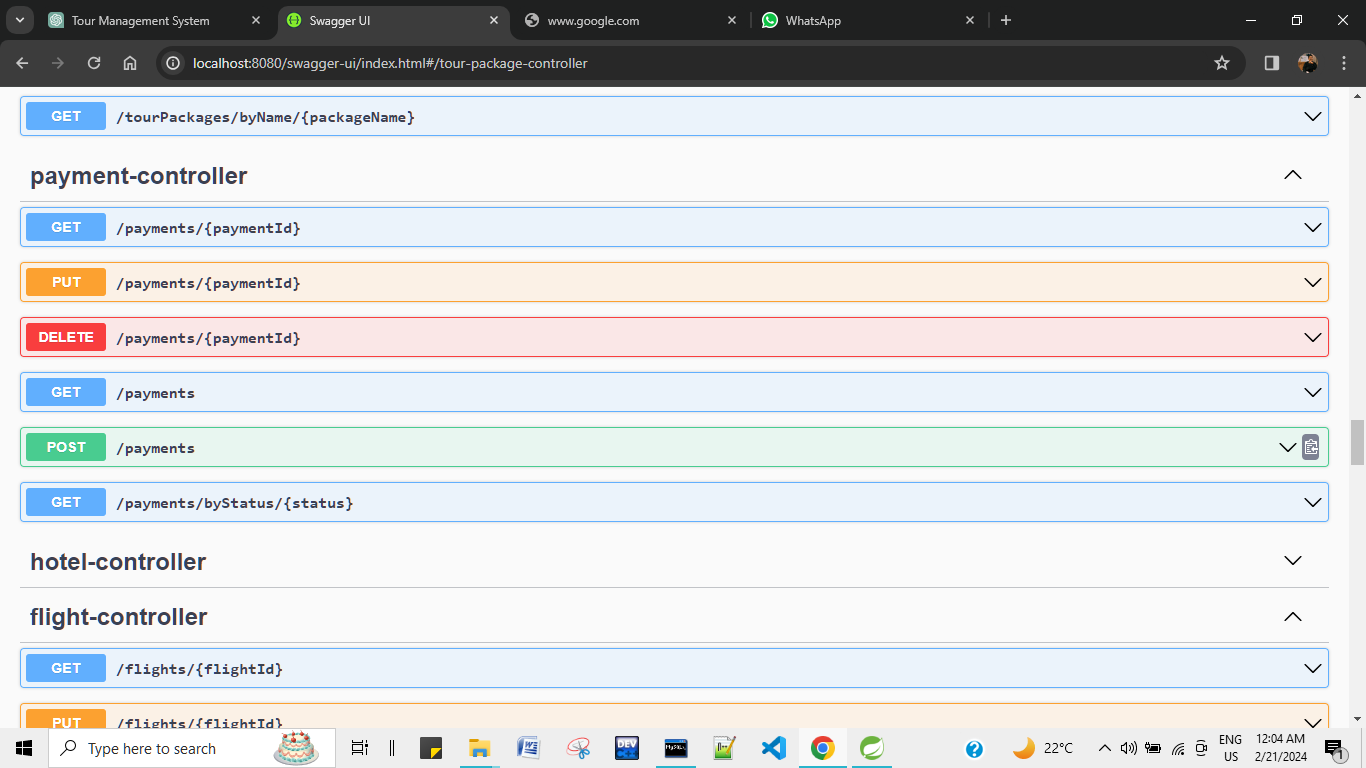 Tour Management System
Swagger UI
www.google.com
WhatsApp
localhost:8080/swagger-ui/index.html#/tour-package-controller
GET /tourPackages/byName/{packageName}
payment-controller
GET /payments/{paymentId}
PUT /payments/{paymentId}
DELETE /payments/{paymentId}
GET /payments
POST /payments
GET /payments/byStatus/{status}
hotel-controller
flight-controller
GET /flights/{flightId}
PUT /flights/{flightId}
Type here to search
DEV
MySQL
22°C
ENG
US
12:04 AM
2/21/2024
1